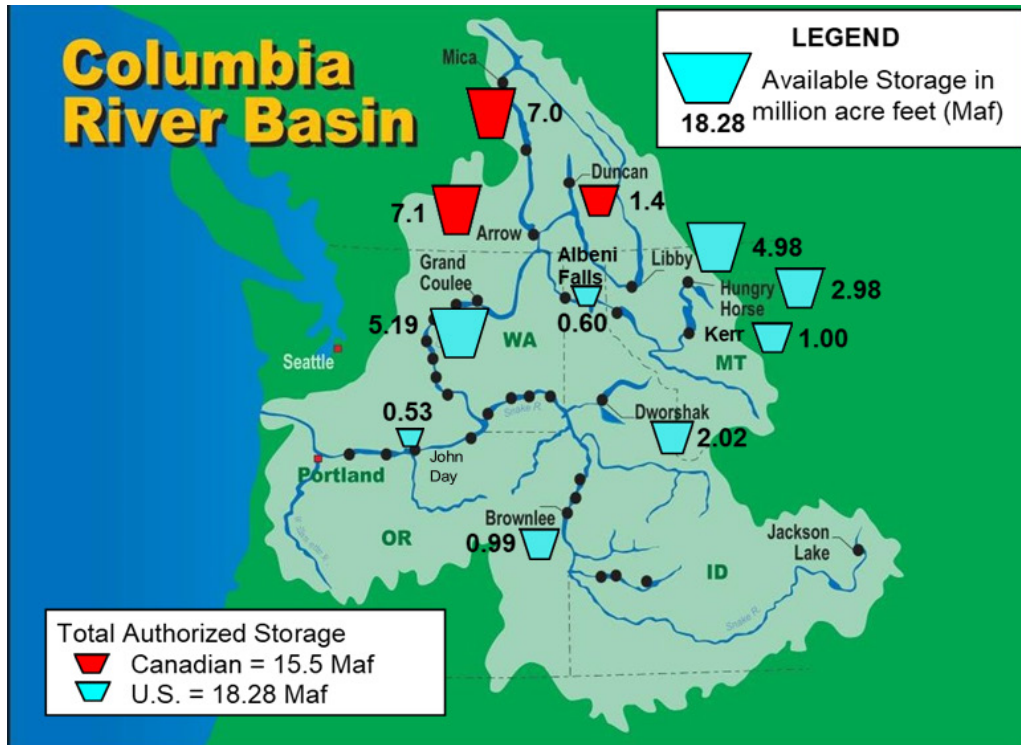 Columbia
River Basin
LEGEND
Available Storage in
million acre feet (Maf)
18.28
Mica
7.0
Duncan
1.4
7.1
Arrow
Albeni
Falls
0.60
Libby
4.98
Grand
Coulee
5.19
Hungry
Horse
2.98
Kerr
1.00
WA
MT
Seattle
0.53
Snake R.
Dworshak
2.02
John
Day
Portland
OR
Brownlee
0.99
Jackson
Lake
ID
Snake R.
Total Authorized Storage
Canadian = 15.5 Maf
U.S. = 18.28 Maf